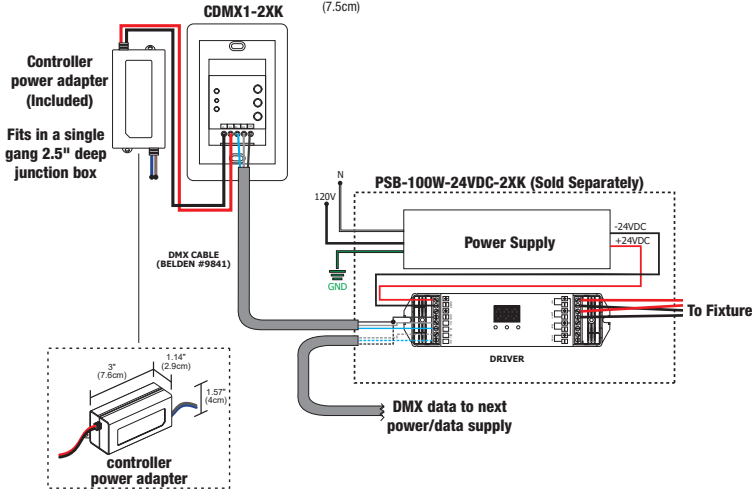 CDMX1-2XK
(7.5cm)
Controller
power adapter
(Included)
Fits in a single
gang 2.5" deep
junction box
N
120V
PSB-100W-24VDC-2XK (Sold Separately)
-24VDC
+24VDC
Power Supply
GND
DMX CABLE
(BELDEN #9841)
To Fixture
DRIVER
DMX data to next
power/data supply
3"
(7.6cm)
1.14"
(2.9cm)
1.57"
(4cm)
controller
power adapter